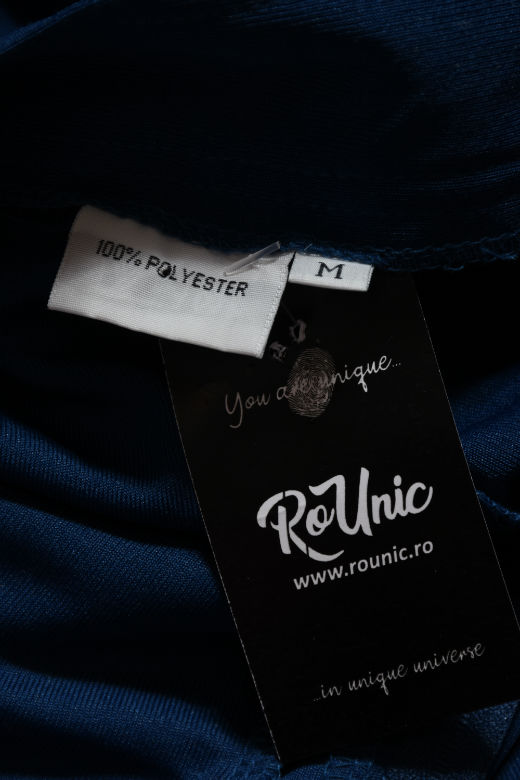 100% POLYESTER
M
You are unique...
RoUnic
www.rounic.ro
...in unique universe